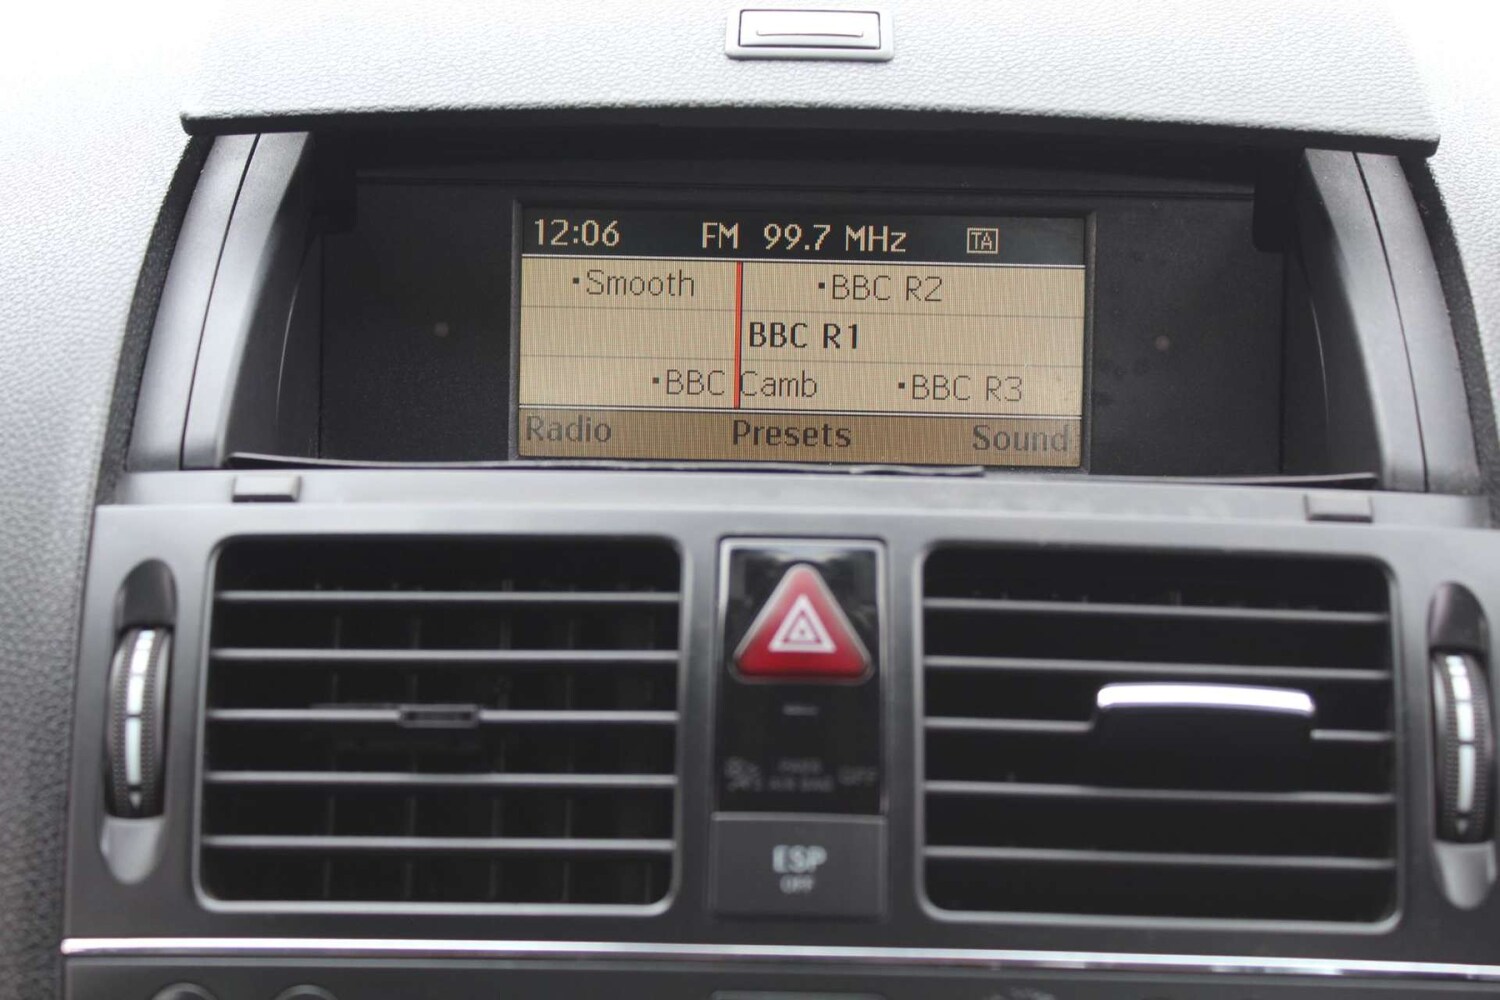 12:06 FM 99.7 MHz TA
·Smooth ·BBC R2
BBC R1
·BBC Camb ·BBC R3
Radio Presets Sound
ESP
OFF